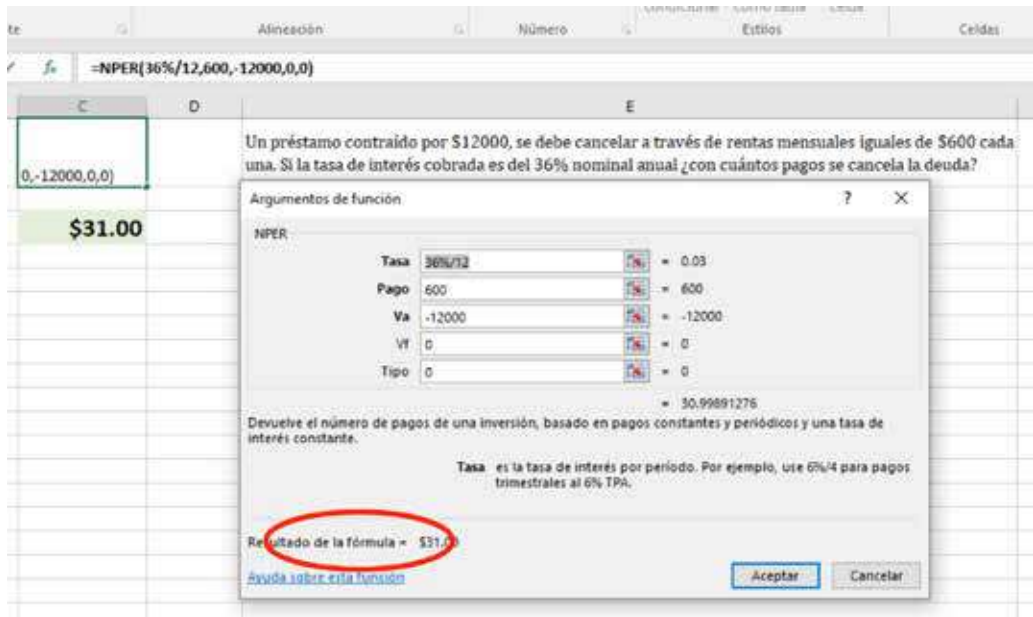 Alineación Número Estilos Celdas
fx =NPER(36%/12,600,-12000,0,0)
C D E
Un préstamo contraído por $12000, se debe cancelar a través de rentas mensuales iguales de $600 cada
una. Si la tasa de interés cobrada es del 36% nominal anual ¿con cuántos pagos se cancela la deuda?
0,-12000,0,0)
$31.00
Argumentos de función ? X
NPER
Tasa 36%/12 = 0.03
Pago 600 = 600
Va -12000 = -12000
Vf 0 = 0
Tipo 0 = 0
= 30.99891276
Devuelve el número de pagos de una inversión, basado en pagos constantes y periódicos y una tasa de
interés constante.
Tasa es la tasa de interés por período. Por ejemplo, use 6%/4 para pagos
trimestrales al 6% TPA.
Resultado de la fórmula = $31.00
Ayuda sobre esta función
Aceptar Cancelar